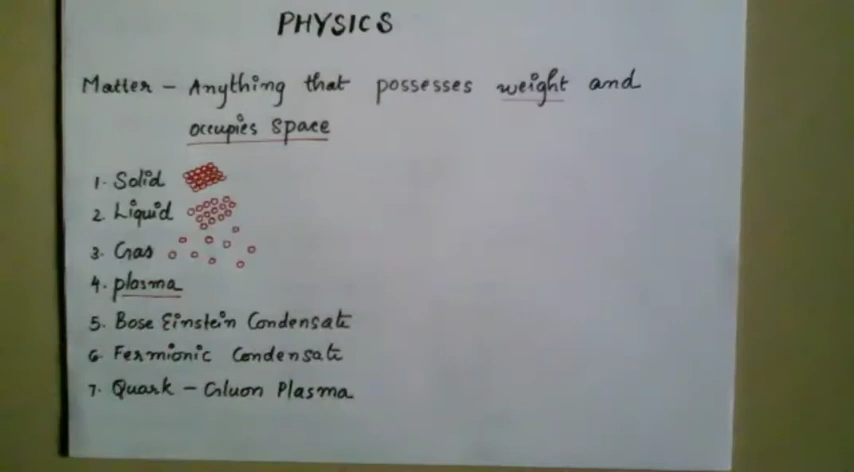 PHYSICS
Matter - Anything that possesses weight and
occupies space
1. Solid
2. Liquid
3. Gas
4. plasma
5. Bose Einstein Condensate
6. Fermionic Condensate
7. Quark - Gluon Plasma